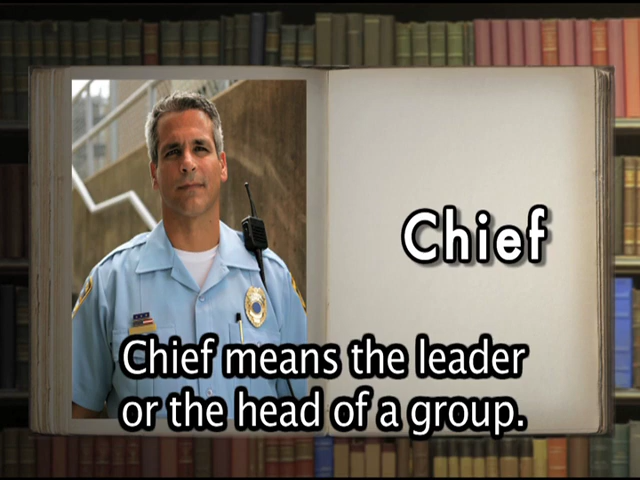 Chief
Chief means the leader
or the head of a group.